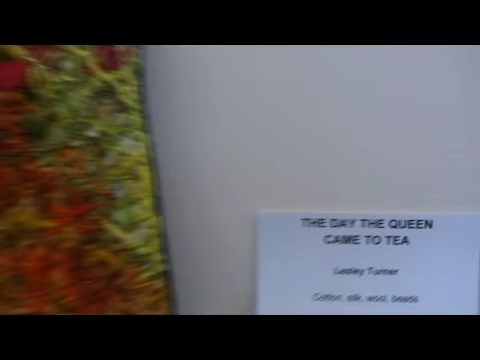 THE DAY THE QUEEN
CAME TO TEA
Lesley Turner
Cotton, silk, wool, beads